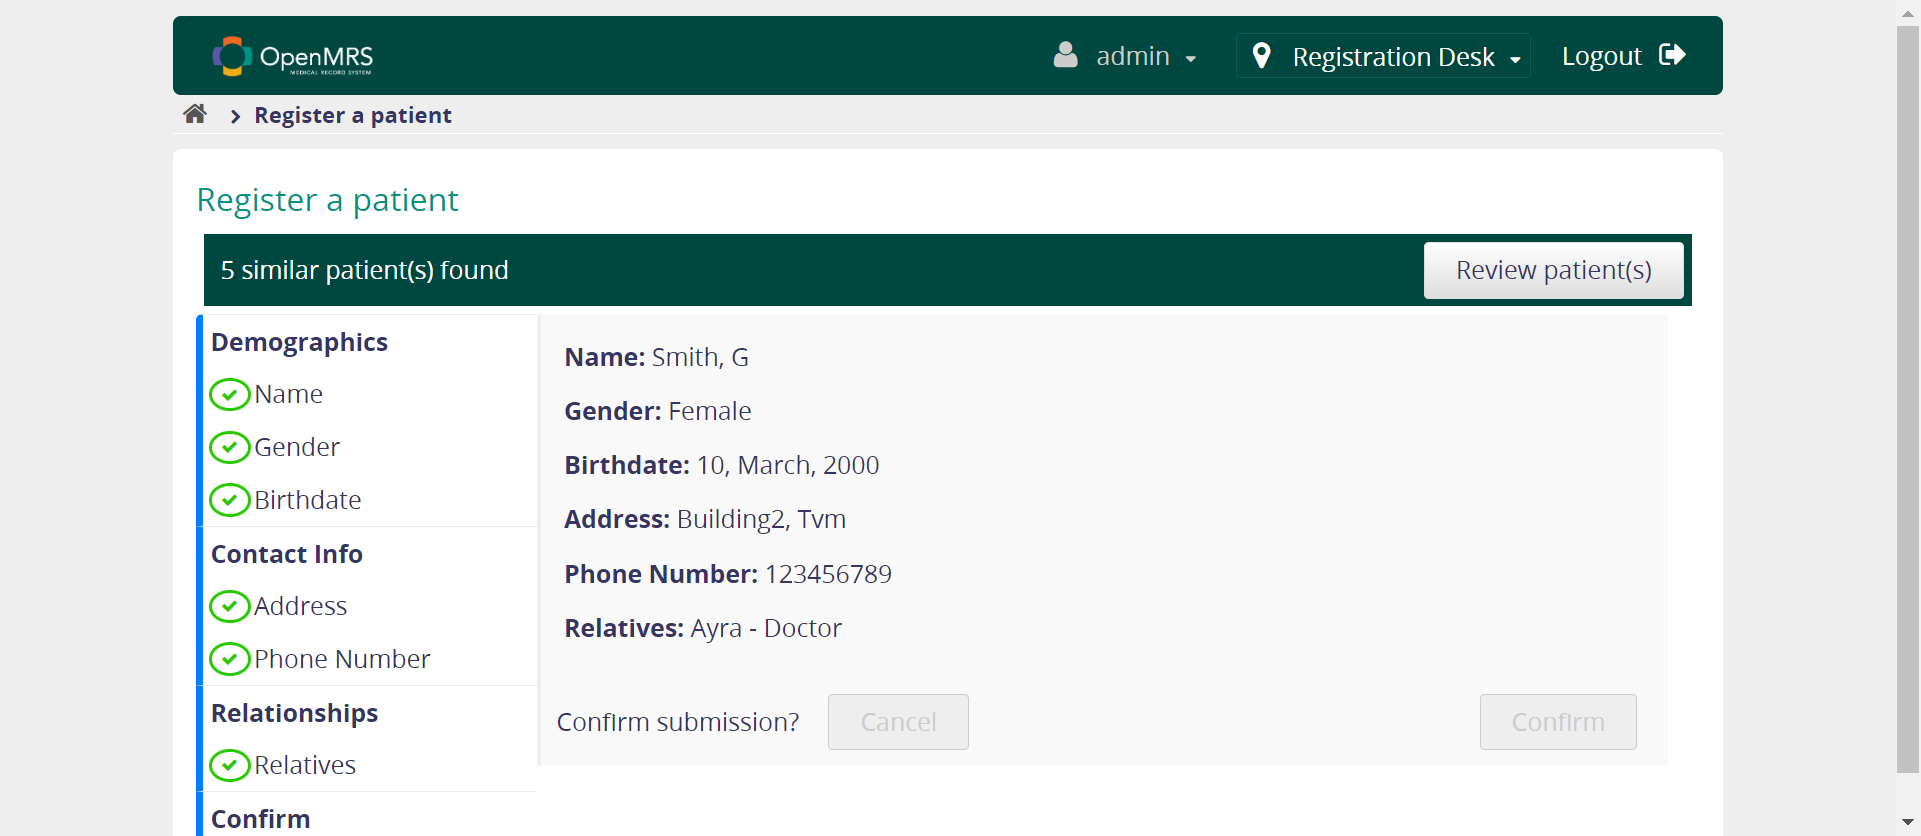 OpenMRS
MEDICAL RECORD SYSTEM
admin
Registration Desk
Logout
Register a patient
Register a patient
5 similar patient(s) found
Review patient(s)
Demographics
Name
Gender
Birthdate
Contact Info
Address
Phone Number
Relationships
Relatives
Confirm
Name: Smith, G
Gender: Female
Birthdate: 10, March, 2000
Address: Building2, Tvm
Phone Number: 123456789
Relatives: Ayra - Doctor
Confirm submission?
Cancel
Confirm